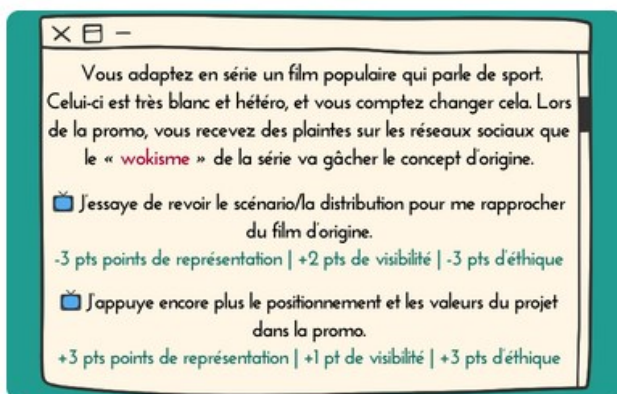 Vous adaptez en série un film populaire qui parle de sport.
Celui-ci est très blanc et hétéro, et vous comptez changer cela. Lors
de la promo, vous recevez des plaintes sur les réseaux sociaux que
le « wokisme » de la série va gâcher le concept d'origine.
J'essaye de revoir le scénario/la distribution pour me rapprocher
du film d'origine.
-3 pts points de représentation | +2 pts de visibilité | -3 pts d'éthique
J'appuye encore plus le positionnement et les valeurs du projet
dans la promo.
+3 pts points de représentation | +1 pt de visibilité | +3 pts d'éthique